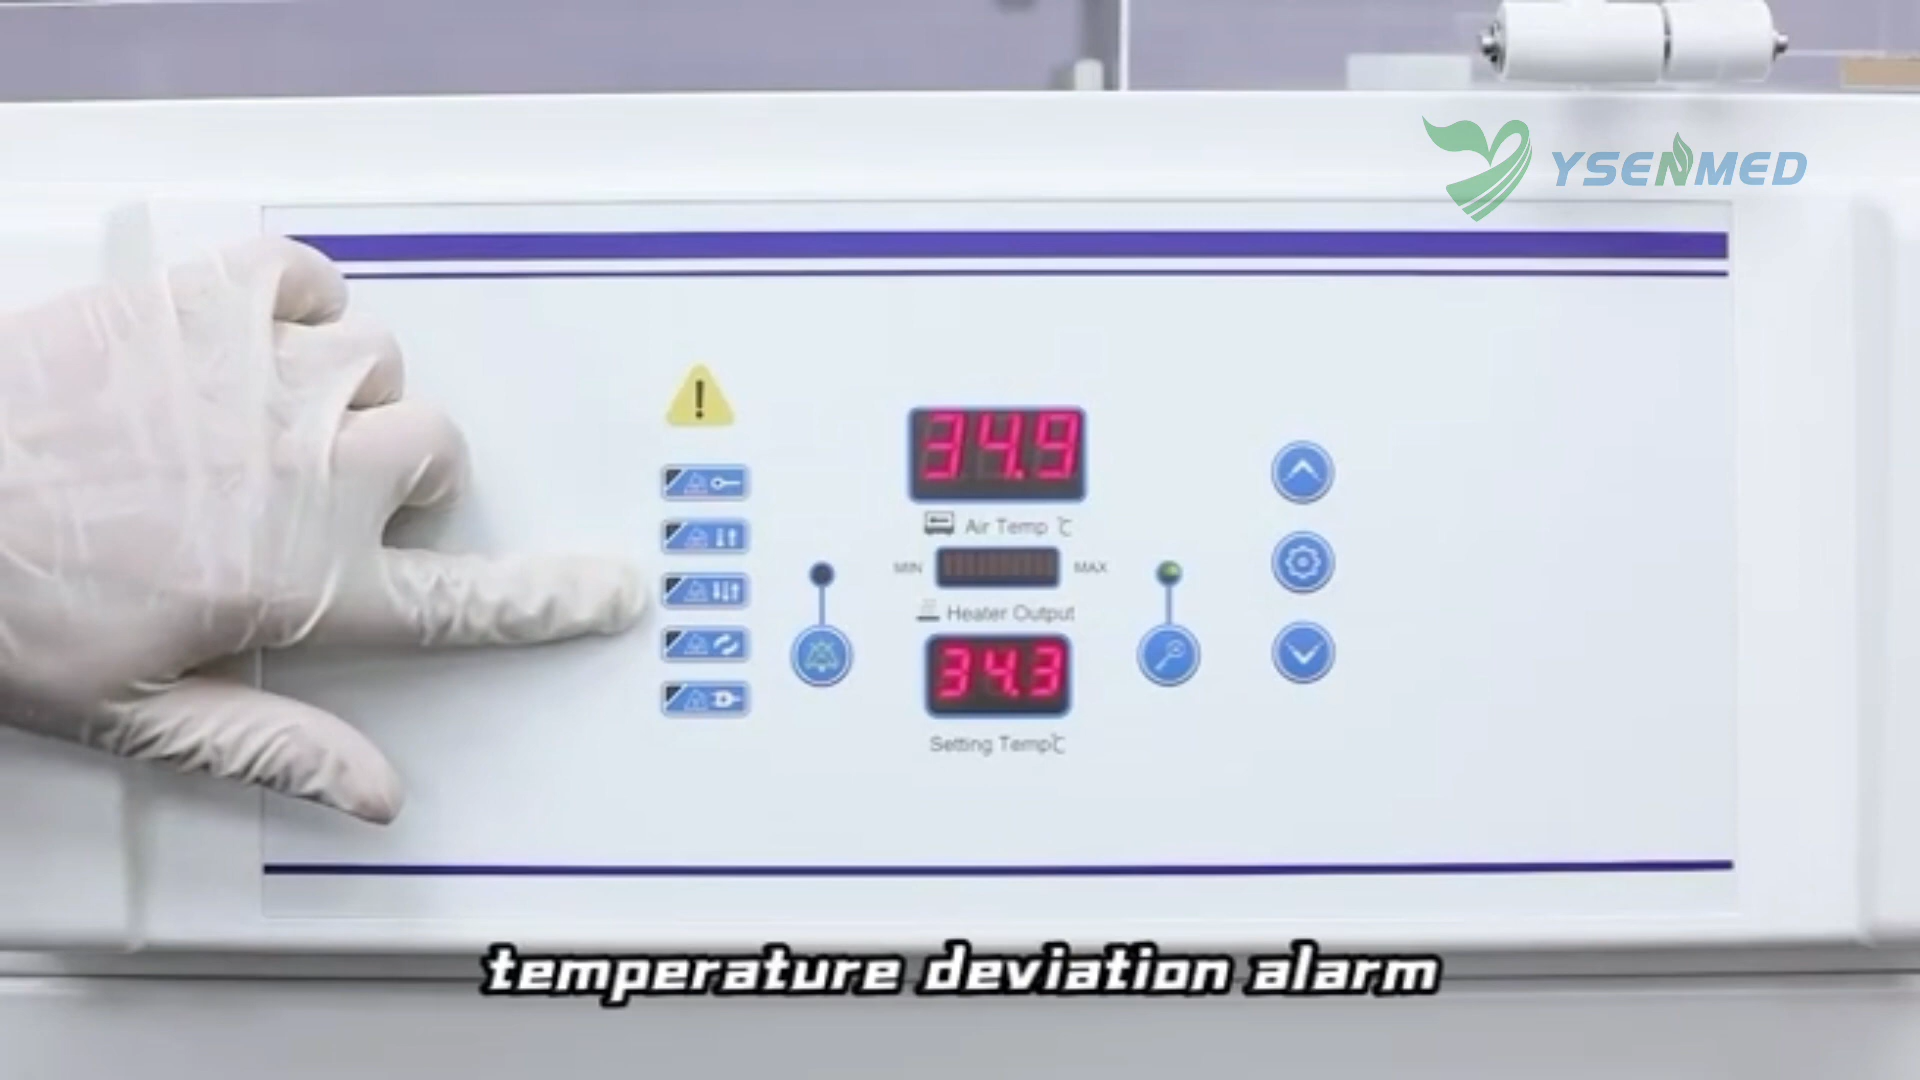 YSENMED
!
34.9
Air Temp ℃
MIN MAX
Heater Output
34.3
Setting Temp℃
temperature deviation alarm